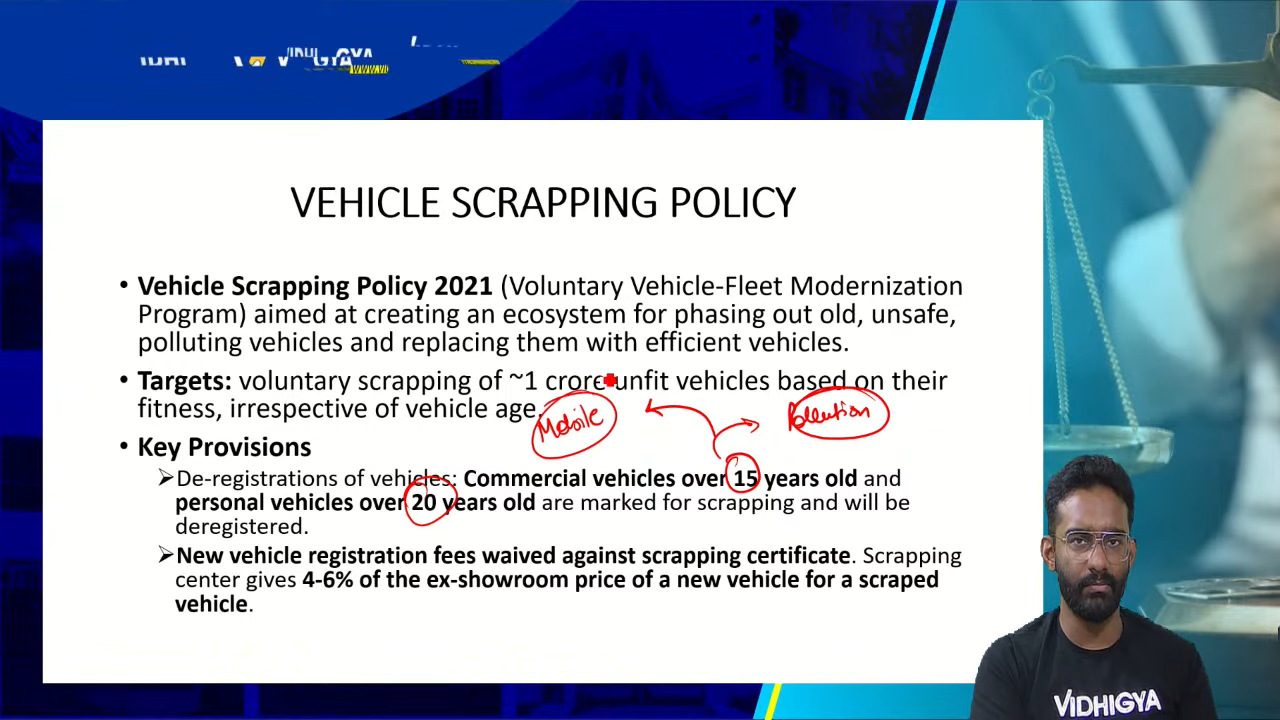 VIDHIGYA
WWW.VID
VEHICLE SCRAPPING POLICY
• Vehicle Scrapping Policy 2021 (Voluntary Vehicle-Fleet Modernization
Program) aimed at creating an ecosystem for phasing out old, unsafe,
polluting vehicles and replacing them with efficient vehicles.
• Targets: voluntary scrapping of ~1 crore unfit vehicles based on their
fitness, irrespective of vehicle age.
Mobile
Pollution
• Key Provisions
➢De-registrations of vehicles: Commercial vehicles over 15 years old and
personal vehicles over 20 years old are marked for scrapping and will be
deregistered.
➢New vehicle registration fees waived against scrapping certificate. Scrapping
center gives 4-6% of the ex-showroom price of a new vehicle for a scraped
vehicle.
VIDHIGYA